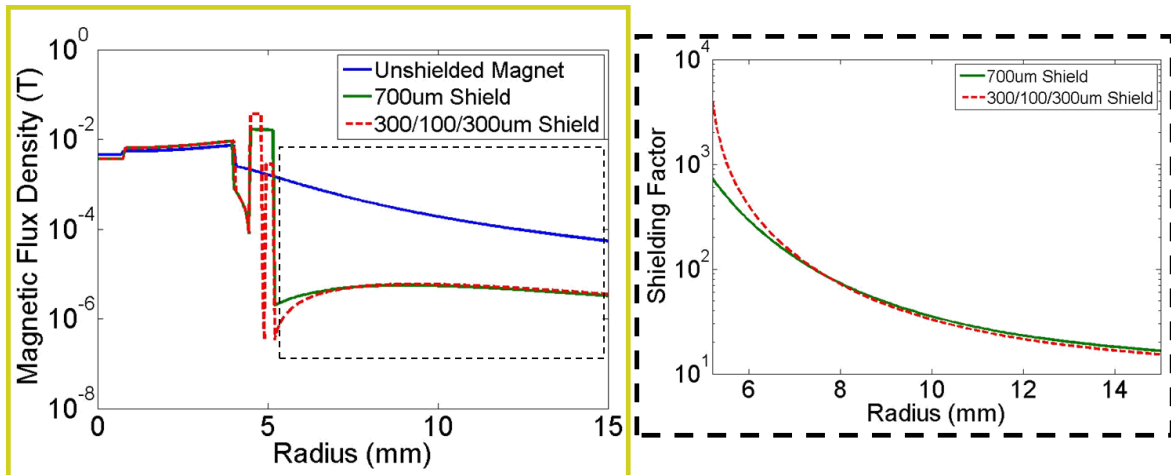 Magnetic Flux Density (T)
10^0
10^-2
10^-4
10^-6
10^-8
Unshielded Magnet
700um Shield
300/100/300um Shield
0
5
10
15
Radius (mm)
Shielding Factor
10^4
10^3
10^2
10^1
700um Shield
300/100/300um Shield
6
8
10
12
14
Radius (mm)